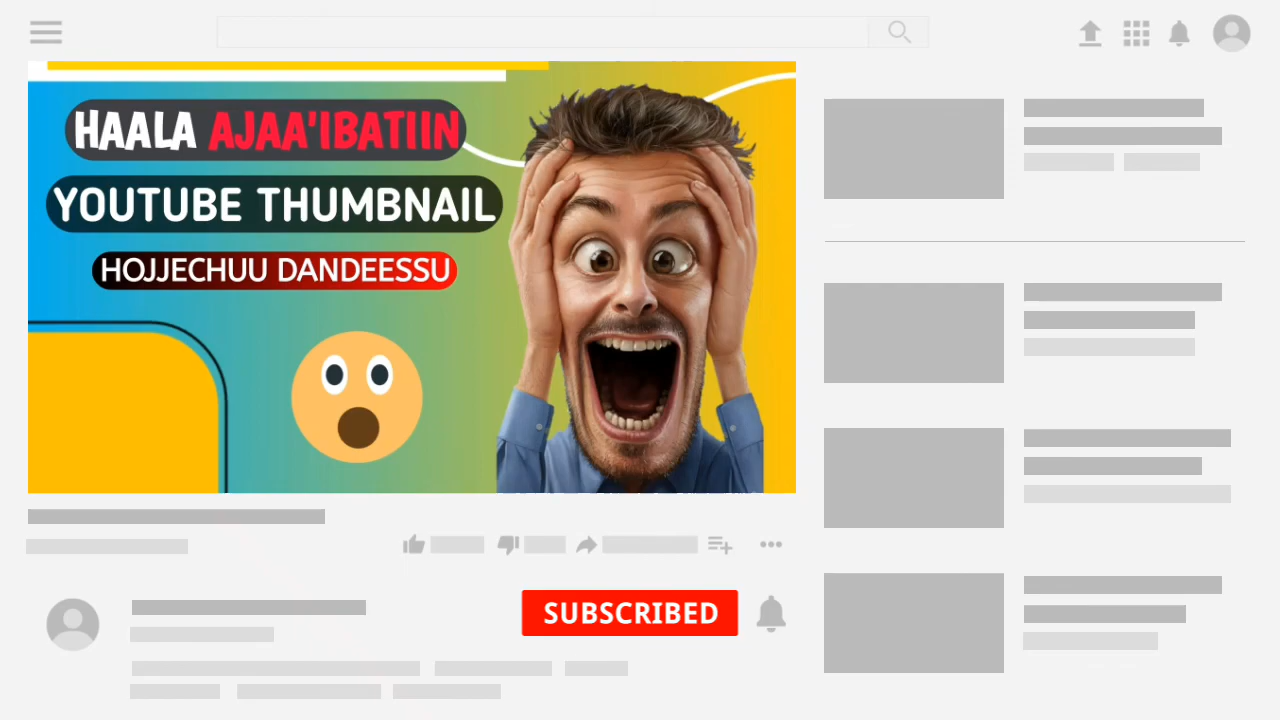 HAALA AJAA'IBATIIN
YOUTUBE THUMBNAIL
HOJJECHUU DANDEESSU
SUBSCRIBED